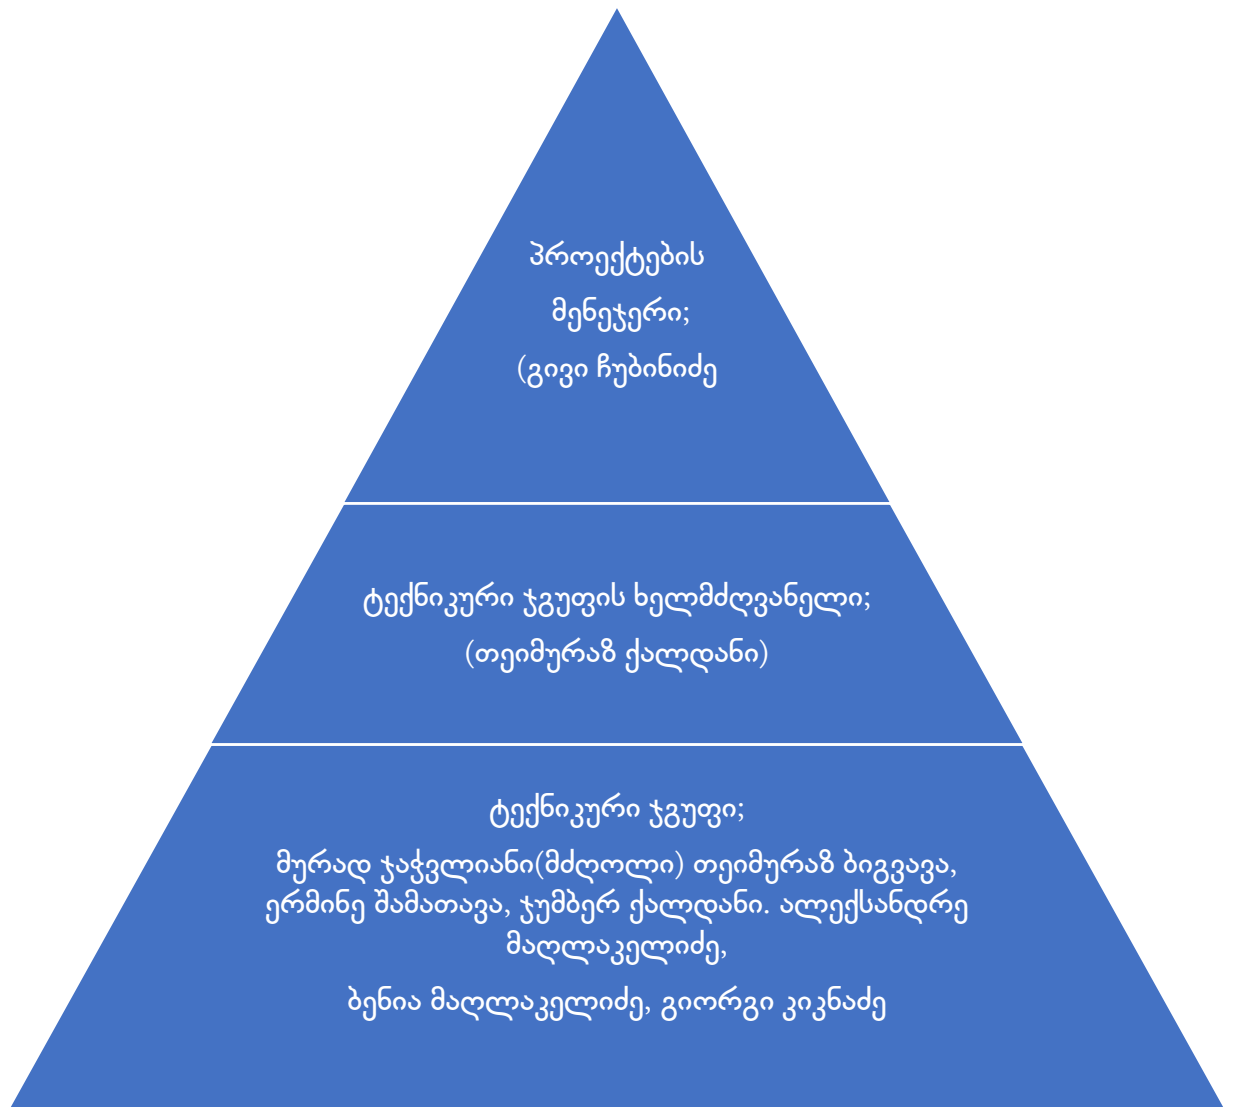 პროექტების
მენეჯერი;
(გივი ჩუბინიძე
ტექნიკური ჯგუფის ხელმძღვანელი;
(თეიმურაზ ქალდანი)
ტექნიკური ჯგუფი;
მურად ჯაჭვლიანი(მძღოლი) თეიმურაზ ბიგვავა,
ერმინე შამათავა, ჯუმბერ ქალდანი. ალექსანდრე
მაღლაკელიძე,
ბენია მაღლაკელიძე, გიორგი კიკნაძე